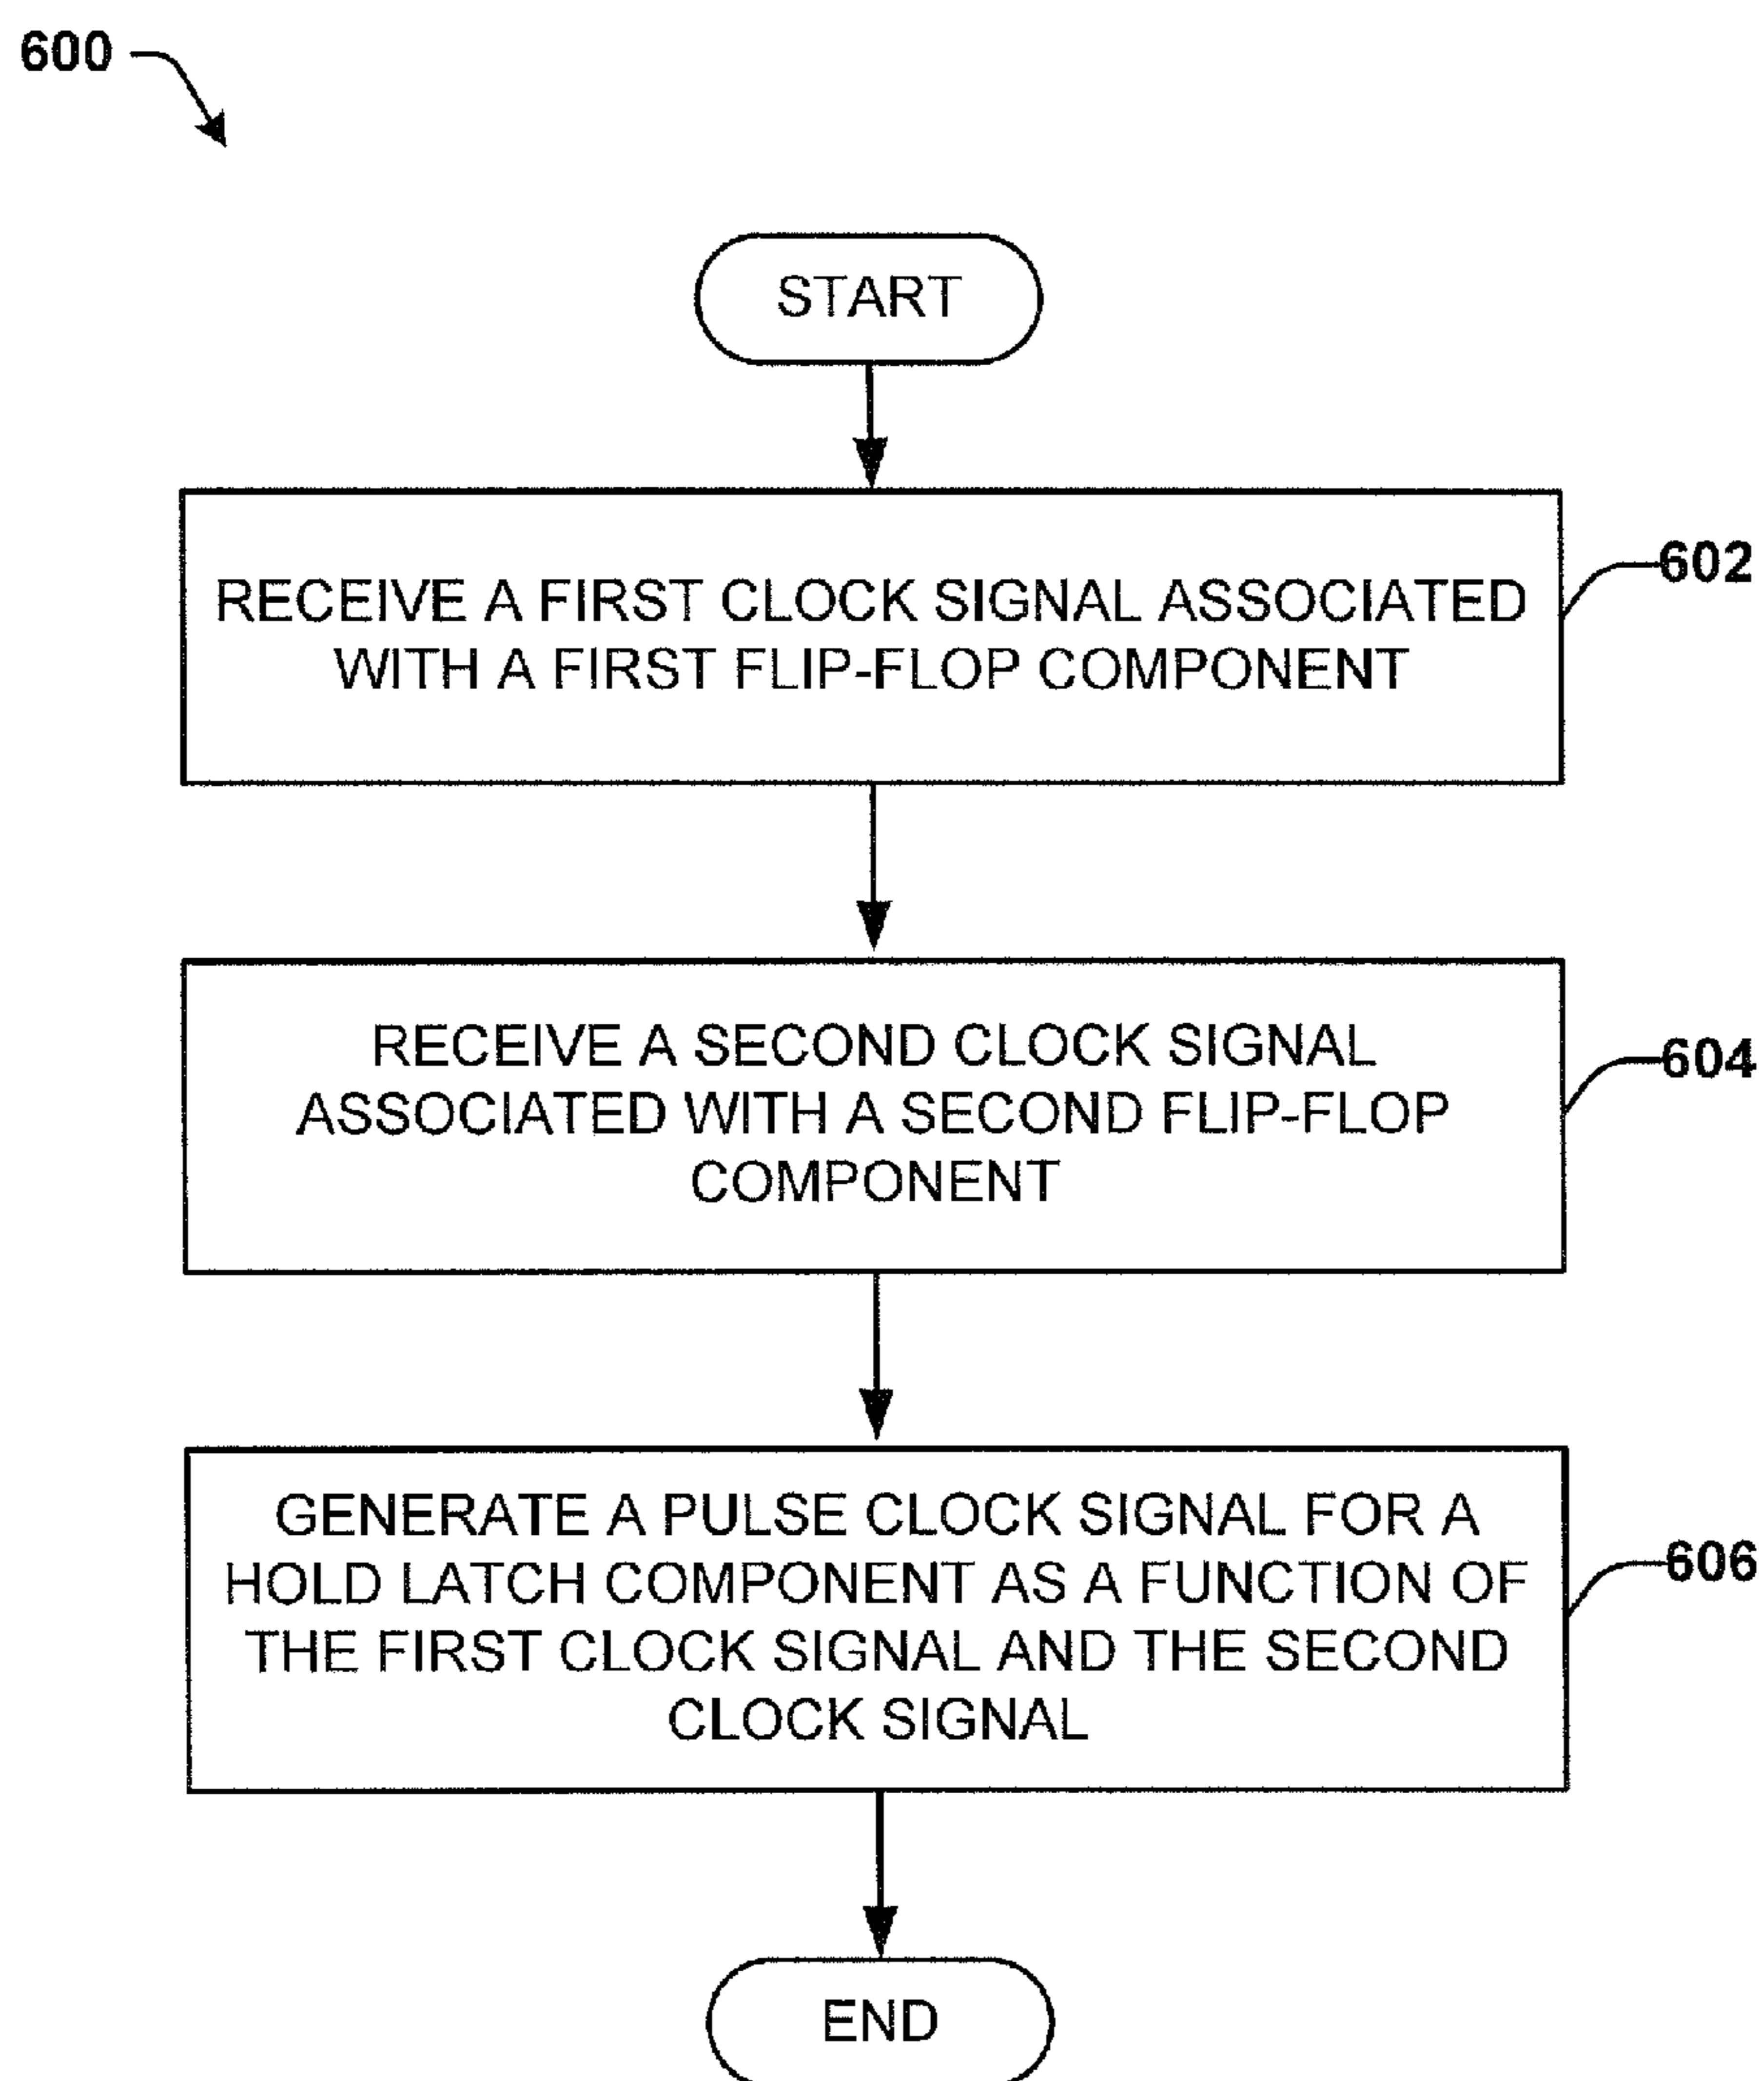 600
START
RECEIVE A FIRST CLOCK SIGNAL ASSOCIATED
WITH A FIRST FLIP-FLOP COMPONENT
602
RECEIVE A SECOND CLOCK SIGNAL
ASSOCIATED WITH A SECOND FLIP-FLOP
COMPONENT
604
GENERATE A PULSE CLOCK SIGNAL FOR A
HOLD LATCH COMPONENT AS A FUNCTION OF
THE FIRST CLOCK SIGNAL AND THE SECOND
CLOCK SIGNAL
606
END